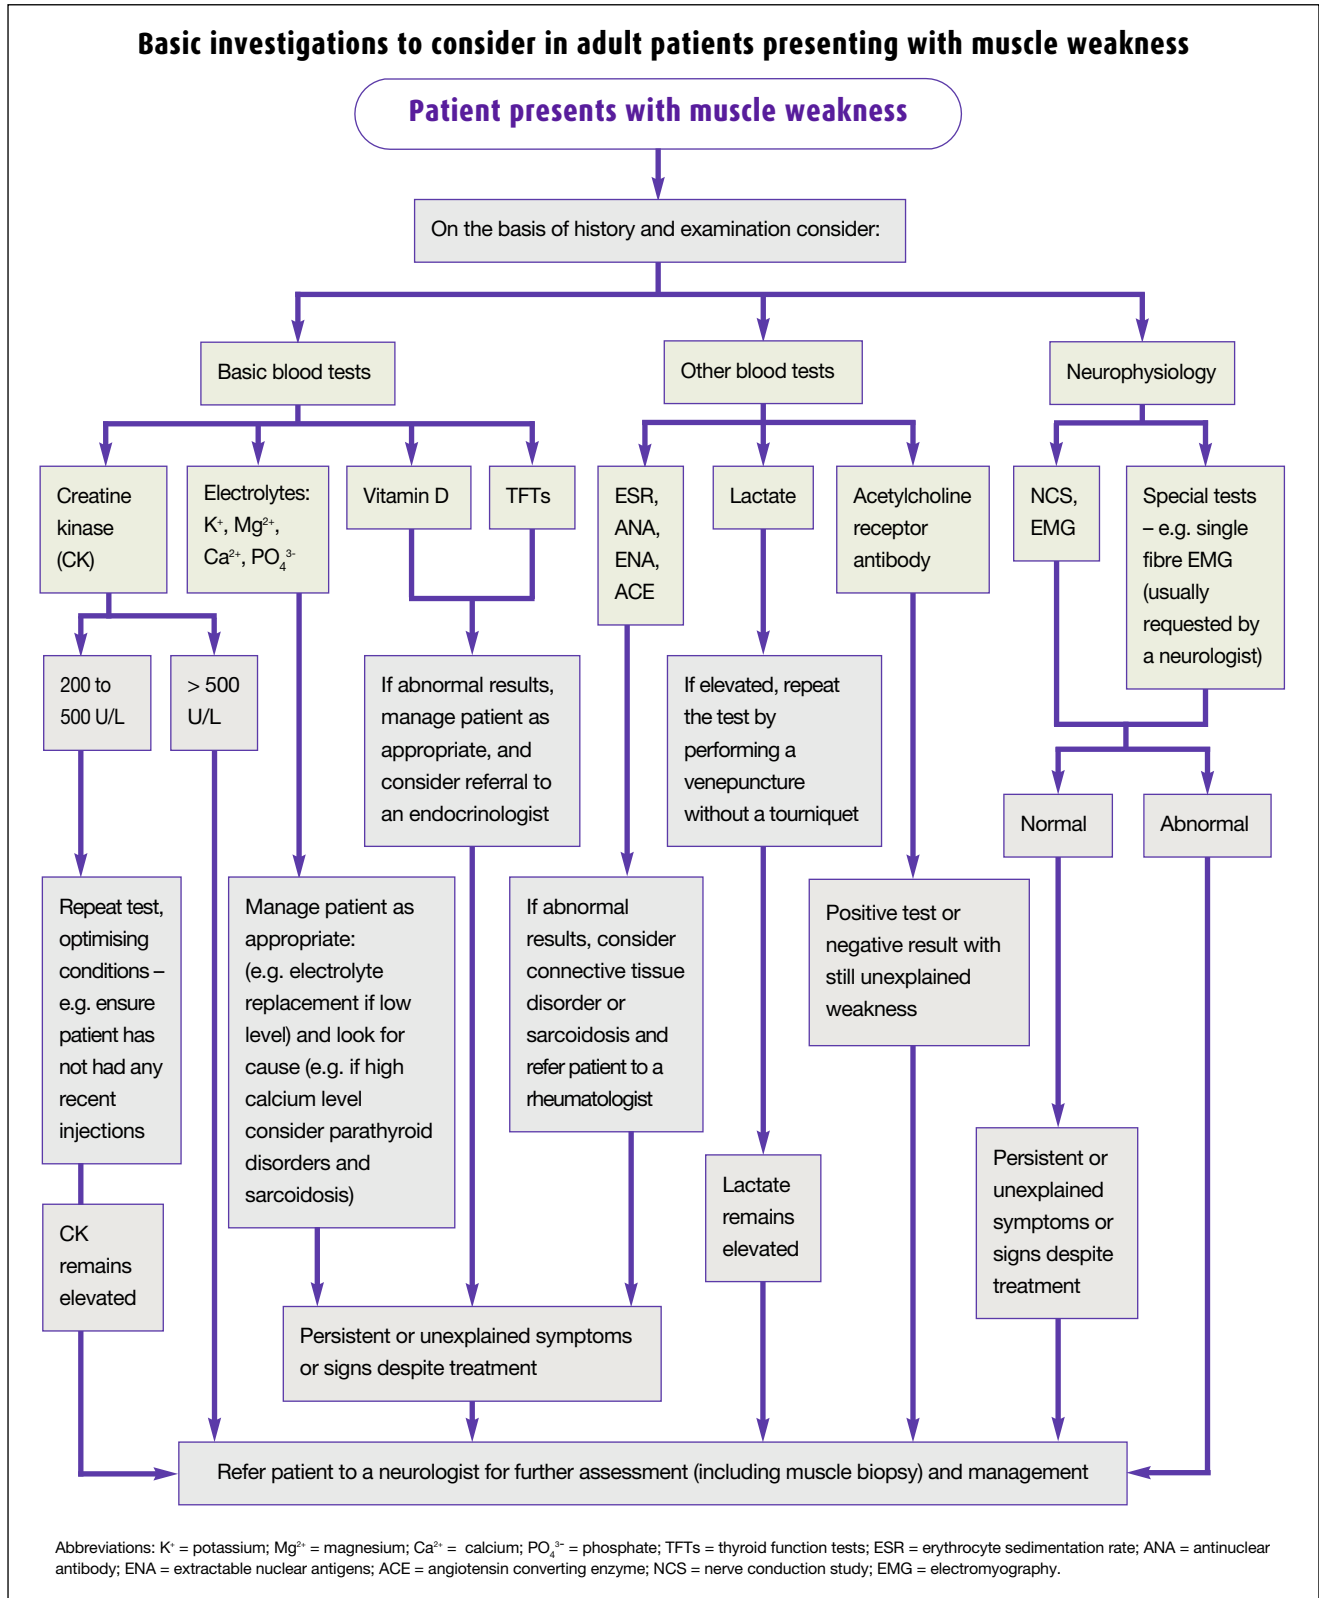 Basic investigations to consider in adult patients presenting with muscle weakness
Patient presents with muscle weakness
On the basis of history and examination consider:
Basic blood tests
Other blood tests
Neurophysiology
Creatine
kinase
(CK)
Electrolytes:
K⁺, Mg²⁺,
Ca²⁺, PO₄³⁻
Vitamin D
TFTs
ESR,
ANA,
ENA,
ACE
Lactate
Acetylcholine
receptor
antibody
NCS,
EMG
Special tests
– e.g. single
fibre EMG
(usually
requested by
a neurologist)
200 to
500 U/L
> 500
U/L
If abnormal results,
manage patient as
appropriate, and
consider referral to
an endocrinologist
If elevated, repeat
the test by
performing a
venepuncture
without a tourniquet
Normal
Abnormal
Repeat test,
optimising
conditions –
e.g. ensure
patient has
not had any
recent
injections
Manage patient as
appropriate:
(e.g. electrolyte
replacement if low
level) and look for
cause (e.g. if high
calcium level
consider parathyroid
disorders and
sarcoidosis)
If abnormal
results, consider
connective tissue
disorder or
sarcoidosis and
refer patient to a
rheumatologist
Positive test or
negative result with
still unexplained
weakness
Persistent or
unexplained
symptoms or
signs despite
treatment
Lactate
remains
elevated
CK
remains
elevated
Persistent or unexplained symptoms
or signs despite treatment
Refer patient to a neurologist for further assessment (including muscle biopsy) and management
Abbreviations: K⁺ = potassium; Mg²⁺ = magnesium; Ca²⁺ = calcium; PO₄³⁻ = phosphate; TFTs = thyroid function tests; ESR = erythrocyte sedimentation rate; ANA = antinuclear
antibody; ENA = extractable nuclear antigens; ACE = angiotensin converting enzyme; NCS = nerve conduction study; EMG = electromyography.